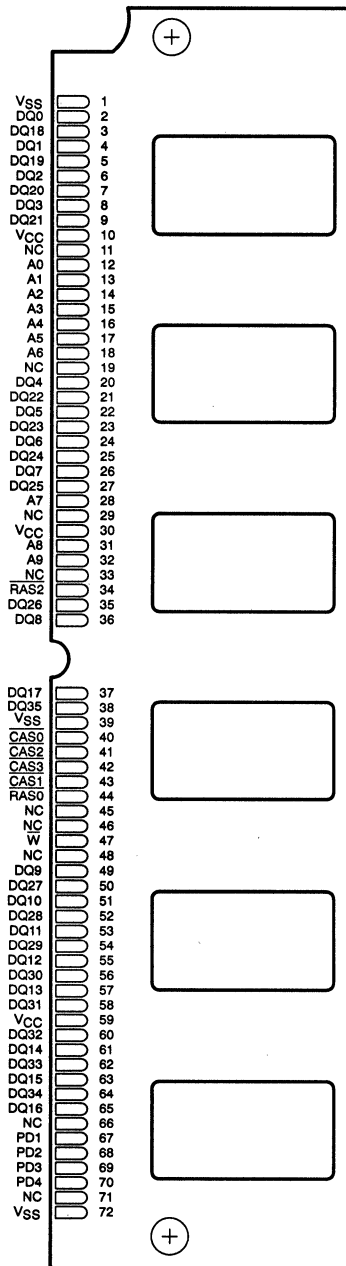 VSS 1
DQ0 2
DQ18 3
DQ1 4
DQ19 5
DQ2 6
DQ20 7
DQ3 8
DQ21 9
VCC 10
NC 11
A0 12
A1 13
A2 14
A3 15
A4 16
A5 17
A6 18
NC 19
DQ4 20
DQ22 21
DQ5 22
DQ23 23
DQ6 24
DQ24 25
DQ7 26
DQ25 27
A7 28
NC 29
VCC 30
A8 31
A9 32
NC 33
R̅A̅S̅2̅ 34
DQ26 35
DQ8 36
DQ17 37
DQ35 38
VSS 39
C̅A̅S̅0̅ 40
C̅A̅S̅2̅ 41
C̅A̅S̅3̅ 42
C̅A̅S̅1̅ 43
R̅A̅S̅0̅ 44
NC 45
NC 46
W̅ 47
NC 48
DQ9 49
DQ27 50
DQ10 51
DQ28 52
DQ11 53
DQ29 54
DQ12 55
DQ30 56
DQ13 57
DQ31 58
VCC 59
DQ32 60
DQ14 61
DQ33 62
DQ15 63
DQ34 64
DQ16 65
NC 66
PD1 67
PD2 68
PD3 69
PD4 70
NC 71
VSS 72